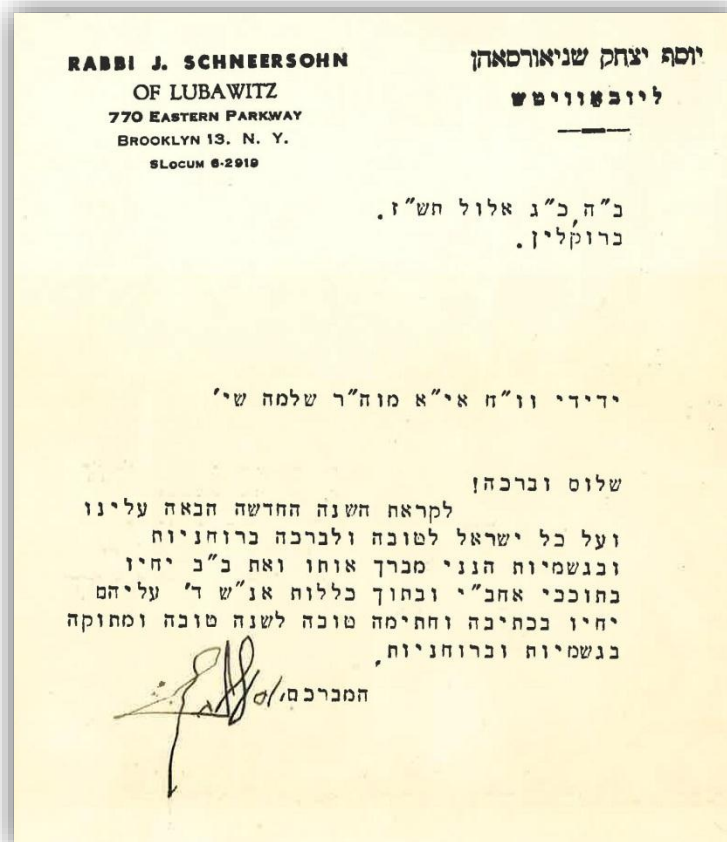 RABBI J. SCHNEERSOHN
OF LUBAWITZ
770 EASTERN PARKWAY
BROOKLYN 13, N. Y.
SLOCUM 6-2919
יוסף יצחק שניאורסאהן
ליובאוויטש
ב"ה, כ"ג אלול תש"ז.
ברוקלין.
ידידי וו"ח אי"א מוה"ר שלמה שי'
שלום וברכה!
לקראת השנה החדשה הבאה עלינו
ועל כל ישראל לטובה ולברכה ברוחניות
ובגשמיות הנני מברך אותו ואת ב"ב יחיו
בתוככי אחב"י ובתוך כללות אנ"ש ד' עליהם
יחיו בכתיבה וחתימה טובה לשנה טובה ומתוקה
בגשמיות וברוחניות.
המברכם